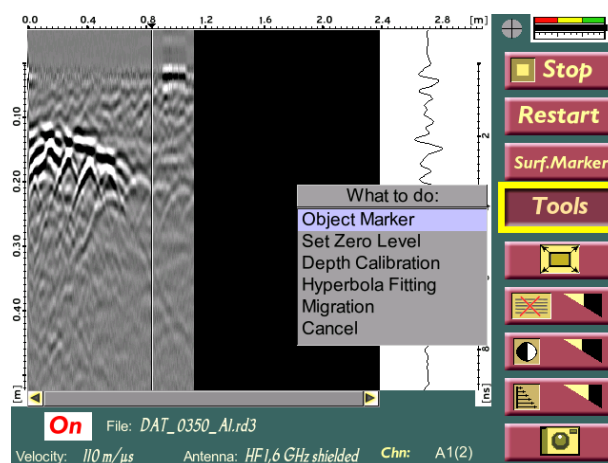 0.0 0.4 0.8 1.2 1.6 2.0 2.4 2.8 [m]
Stop
Restart
Surf.Marker
Tools
0.10
0.20
0.30
0.40
[m]
2
8
[ns]
What to do:
Object Marker
Set Zero Level
Depth Calibration
Hyperbola Fitting
Migration
Cancel
On File: DAT_0350_A1.rd3
Velocity: 110 m/µs Antenna: HF1,6 GHz shielded Chn: A1(2)